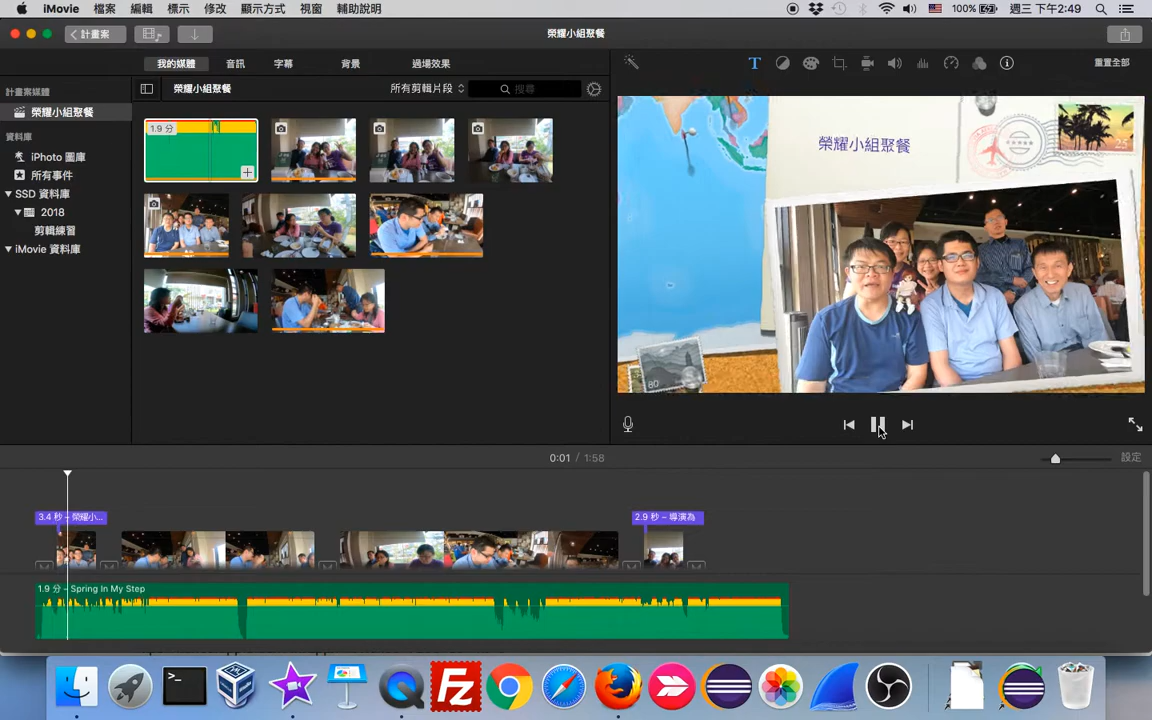 iMovie 檔案 編輯 標示 修改 顯示方式 視窗 輔助說明 100% 週三 下午2:49
計畫案 榮耀小組聚餐
我的媒體 音訊 字幕 背景 過場效果 T 重置全部
計畫案媒體
榮耀小組聚餐
資料庫
iPhoto 圖庫
所有事件
SSD 資料庫
2018
剪輯練習
iMovie 資料庫
榮耀小組聚餐 所有剪輯片段 搜尋
1.9 分
榮耀小組聚餐
25
80
0:01 / 1:58 設定
3.4 秒 – 榮耀小... 2.9 秒 – 導演為
1.9 分 – Spring In My Step
Fz